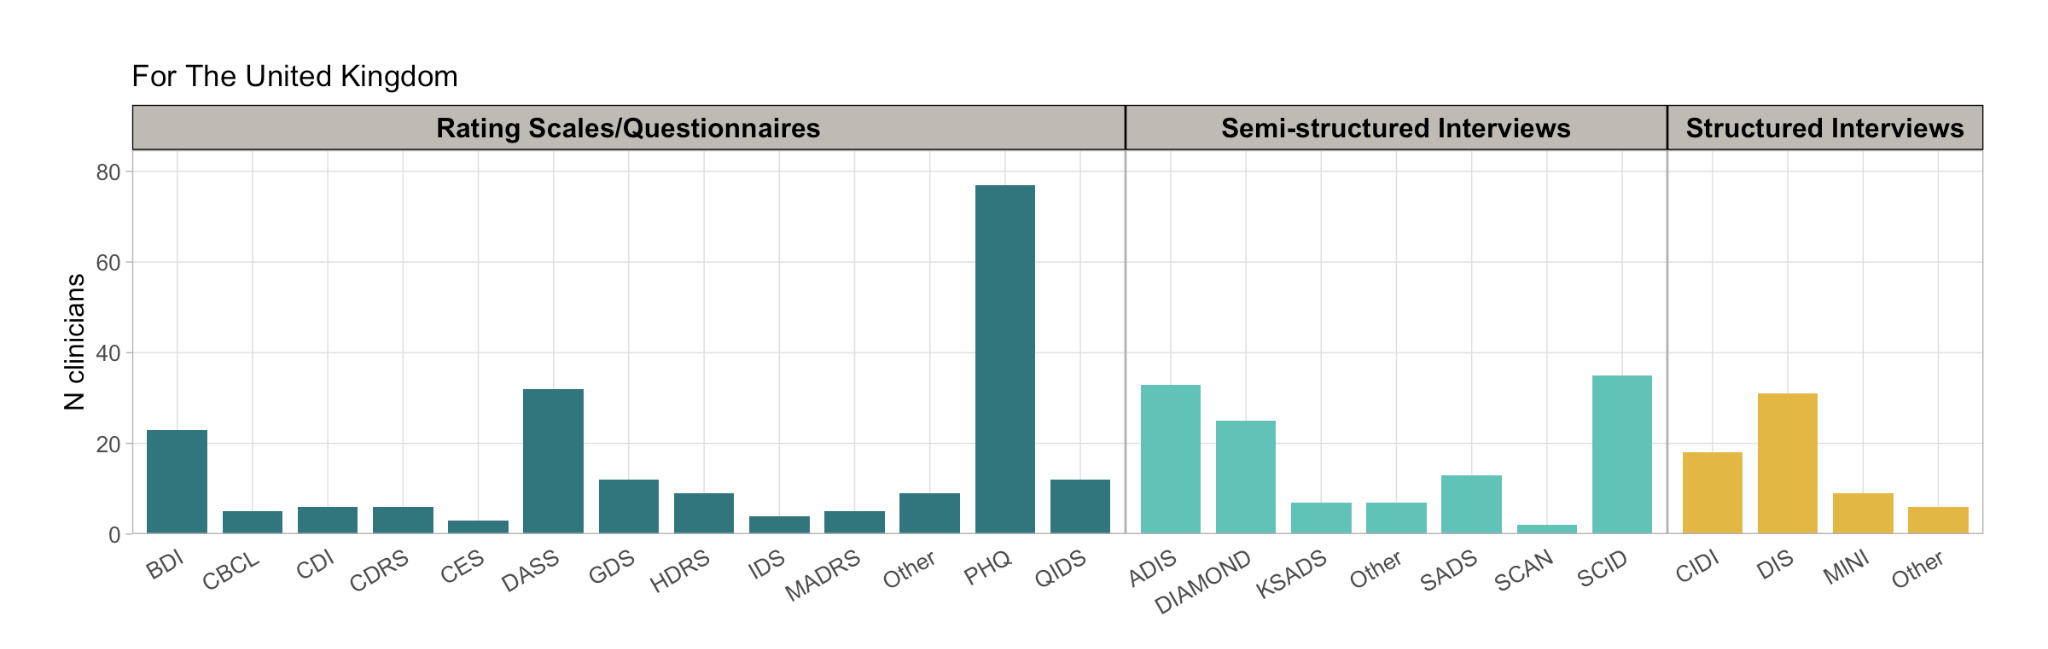 For The United Kingdom
Rating Scales/Questionnaires
Semi-structured Interviews
Structured Interviews
N clinicians
80
60
40
20
0
BDI
CBCL
CDI
CDRS
CES
DASS
GDS
HDRS
IDS
MADRS
Other
PHQ
QIDS
ADIS
DIAMOND
KSADS
Other
SADS
SCAN
SCID
CIDI
DIS
MINI
Other